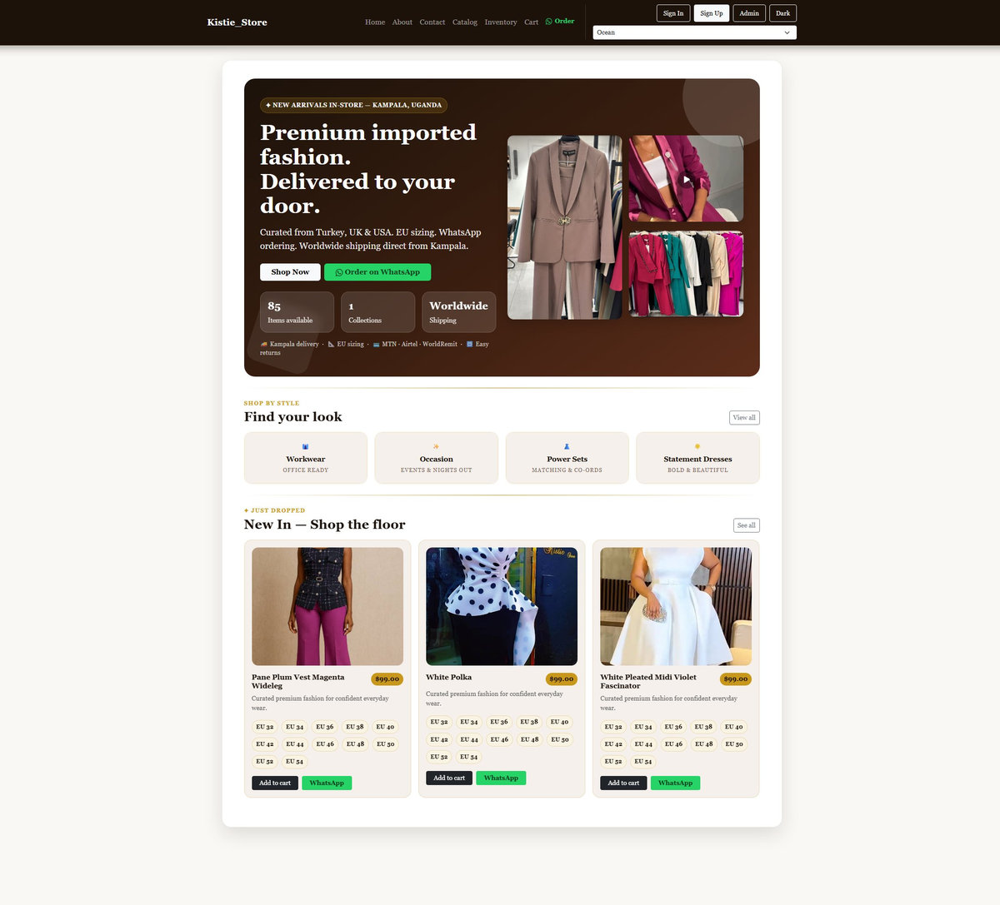 Kistie_Store
Home About Contact Catalog Inventory Cart Order
Sign In Sign Up Admin Dark
Ocean
✦ NEW ARRIVALS IN-STORE — KAMPALA, UGANDA
Premium imported
fashion.
Delivered to your
door.
Curated from Turkey, UK & USA. EU sizing. WhatsApp
ordering. Worldwide shipping direct from Kampala.
Shop Now Order on WhatsApp
85
Items available
1
Collections
Worldwide
Shipping
🚚 Kampala delivery · 📐 EU sizing · 💳 MTN · Airtel · WorldRemit · 🔄 Easy
returns
SHOP BY STYLE
Find your look
View all
Workwear
OFFICE READY
Occasion
EVENTS & NIGHTS OUT
Power Sets
MATCHING & CO-ORDS
Statement Dresses
BOLD & BEAUTIFUL
✦ JUST DROPPED
New In — Shop the floor
See all
Pane Plum Vest Magenta
Wideleg
$99.00
Curated premium fashion for confident everyday
wear.
EU 32 EU 34 EU 36 EU 38 EU 40
EU 42 EU 44 EU 46 EU 48 EU 50
EU 52 EU 54
Add to cart WhatsApp
Kistie
White Polka
$99.00
Curated premium fashion for confident everyday
wear.
EU 32 EU 34 EU 36 EU 38 EU 40
EU 42 EU 44 EU 46 EU 48 EU 50
EU 52 EU 54
Add to cart WhatsApp
White Pleated Midi Violet
Fascinator
$99.00
Curated premium fashion for confident everyday
wear.
EU 32 EU 34 EU 36 EU 38 EU 40
EU 42 EU 44 EU 46 EU 48 EU 50
EU 52 EU 54
Add to cart WhatsApp